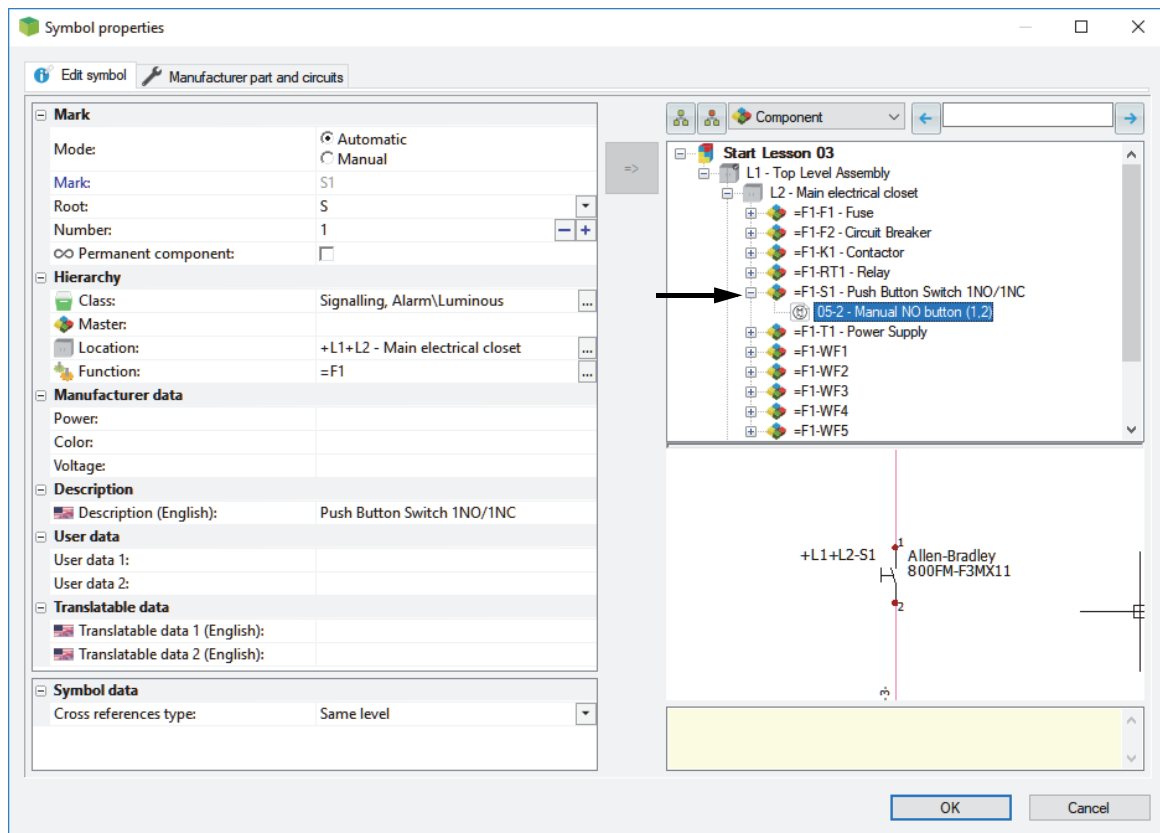 Symbol properties
Edit symbol
Manufacturer part and circuits
Mark
Mode:
Automatic
Manual
Mark: S1
Root: S
Number: 1
Permanent component:
Hierarchy
Class: Signalling, Alarm\Luminous ...
Master:
Location: +L1+L2 - Main electrical closet ...
Function: =F1 ...
Manufacturer data
Power:
Color:
Voltage:
Description
Description (English): Push Button Switch 1NO/1NC
User data
User data 1:
User data 2:
Translatable data
Translatable data 1 (English):
Translatable data 2 (English):
Symbol data
Cross references type: Same level
=>
Component
Start Lesson 03
L1 - Top Level Assembly
L2 - Main electrical closet
=F1-F1 - Fuse
=F1-F2 - Circuit Breaker
=F1-K1 - Contactor
=F1-RT1 - Relay
=F1-S1 - Push Button Switch 1NO/1NC
05-2 - Manual NO button (1,2)
=F1-T1 - Power Supply
=F1-WF1
=F1-WF2
=F1-WF3
=F1-WF4
=F1-WF5
1
+L1+L2-S1 Allen-Bradley
800FM-F3MX11
2
-3-
OK
Cancel